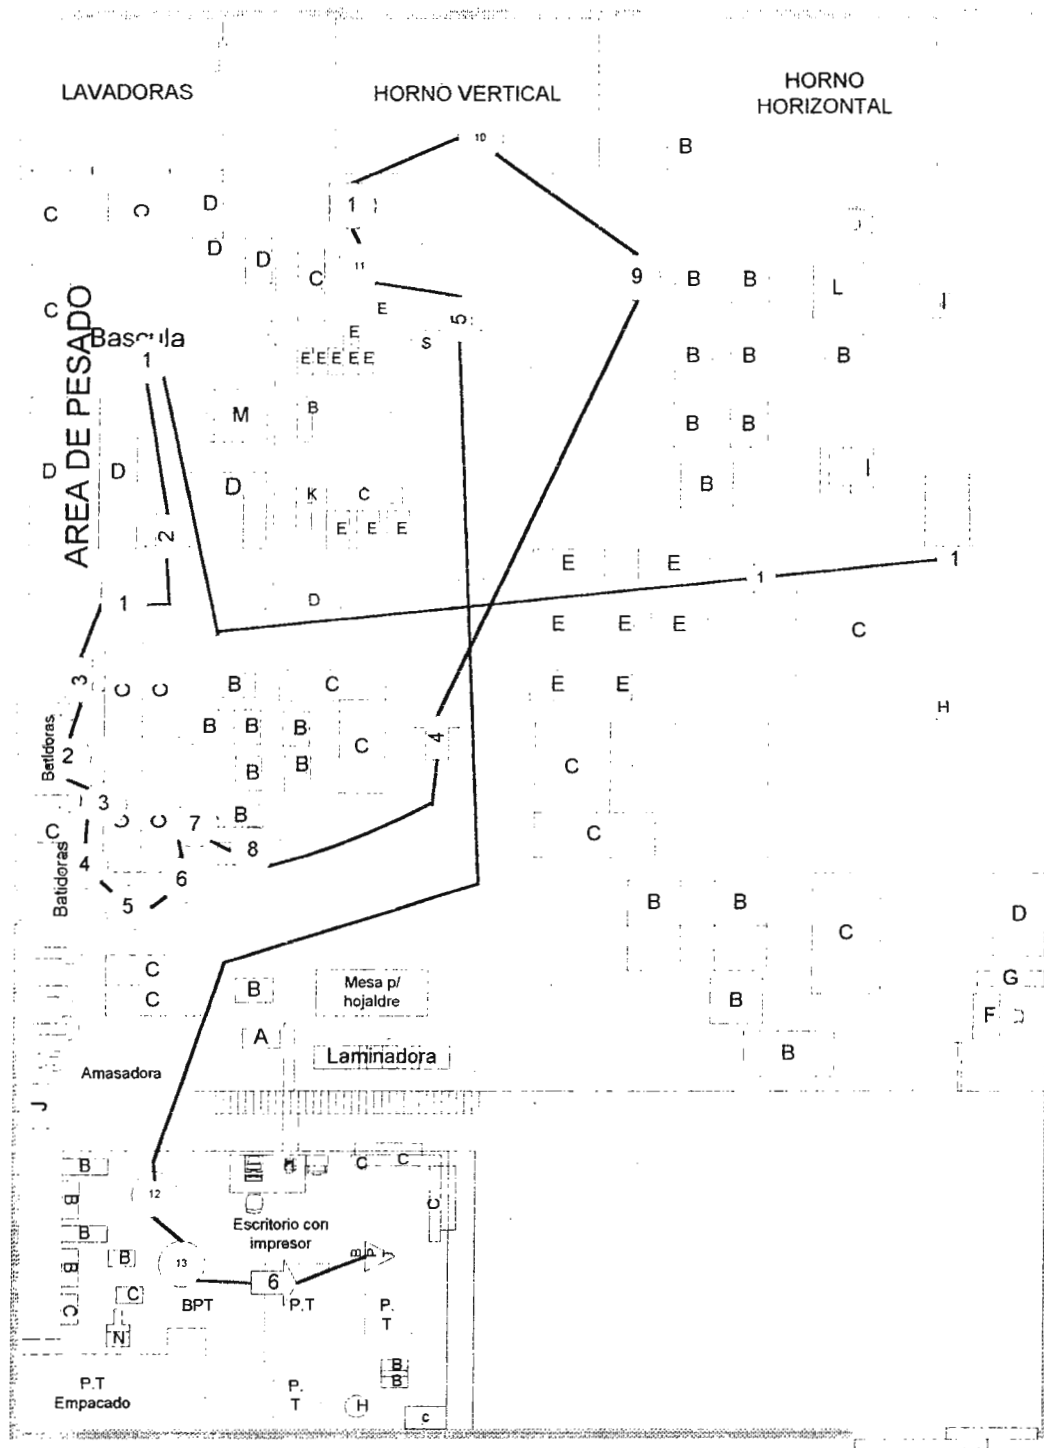 LAVADORAS
HORNO VERTICAL
HORNO
HORIZONTAL
10
B
C
C
D
1
D
D
C
11
9
B
B
L
C
E
5
S
Bascula
1
E
E E E E E
B
B
B
AREA DE PESADO
M
B
B
B
D
D
D
K
C
B
I
2
E
E
E
E
E
1
1
1
D
E
E
E
C
3
C
C
B
C
E
E
H
Batidoras
2
B
B
B
C
4
B
B
C
3
C
C
7
B
C
Batidoras
4
8
C
6
5
B
B
C
D
C
C
B
Mesa p/
hojaldre
B
G
F
A
Laminadora
B
Amasadora
J
B
C
C
12
B
C
B
Escritorio con
impresor
B
B
13
B
P
T
6
C
C
BPT
P.T
P.
T
N
P.T
Empacado
P.
T
B
B
H
C